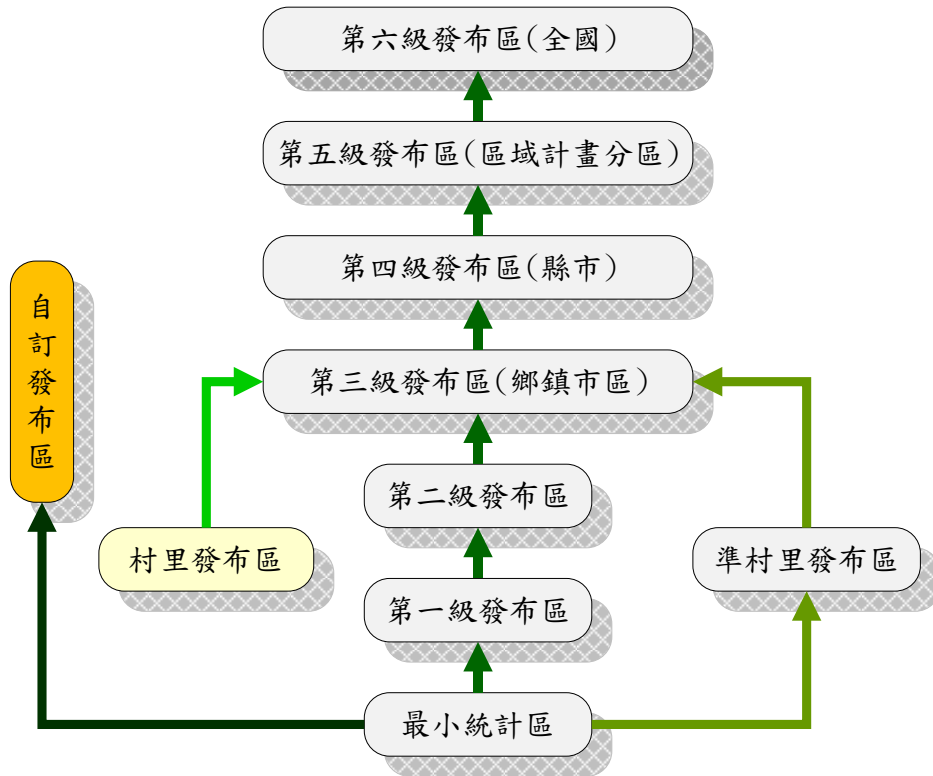 第六級發布區(全國)
第五級發布區(區域計畫分區)
第四級發布區(縣市)
自訂發布區
第三級發布區(鄉鎮市區)
第二級發布區
村里發布區
準村里發布區
第一級發布區
最小統計區